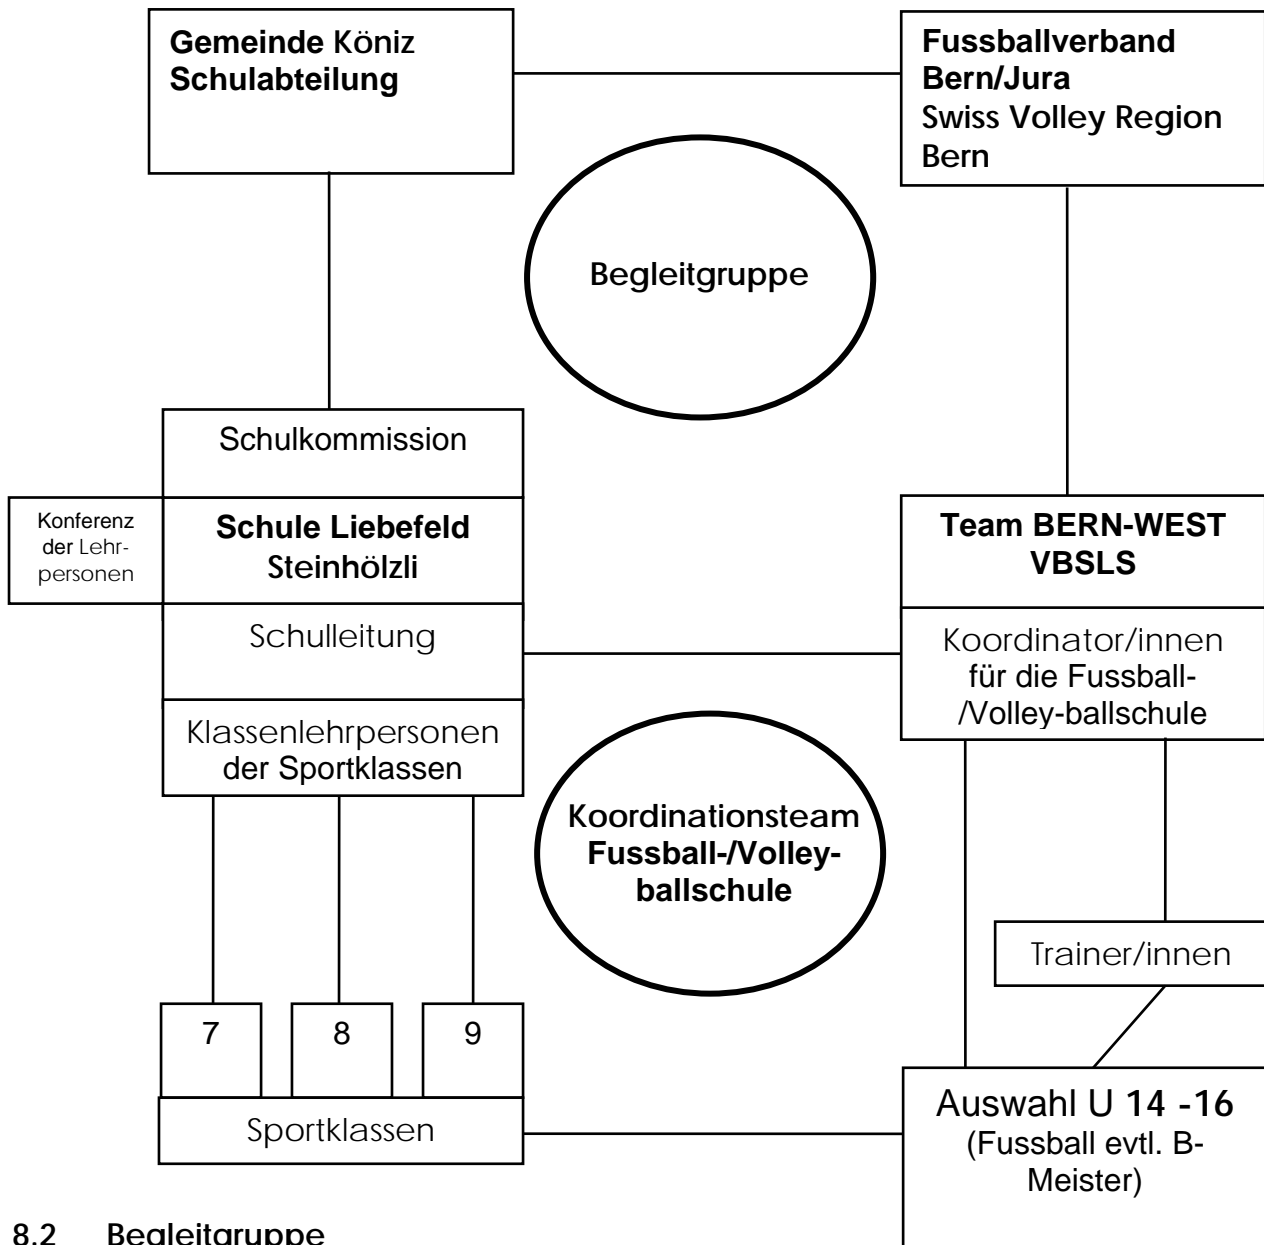 Gemeinde Köniz
Schulabteilung
Fussballverband
Bern/Jura
Swiss Volley Region
Bern
Begleitgruppe
Schulkommission
Konferenz
der Lehr-
personen
Schule Liebefeld
Steinhölzli
Team BERN-WEST
VBSLS
Schulleitung
Koordinator/innen
für die Fussball-
/Volley-ballschule
Klassenlehrpersonen
der Sportklassen
Koordinationsteam
Fussball-/Volley-
ballschule
Trainer/innen
7 8 9
Sportklassen
Auswahl U 14 -16
(Fussball evtl. B-
Meister)
8.2 Begleitgruppe